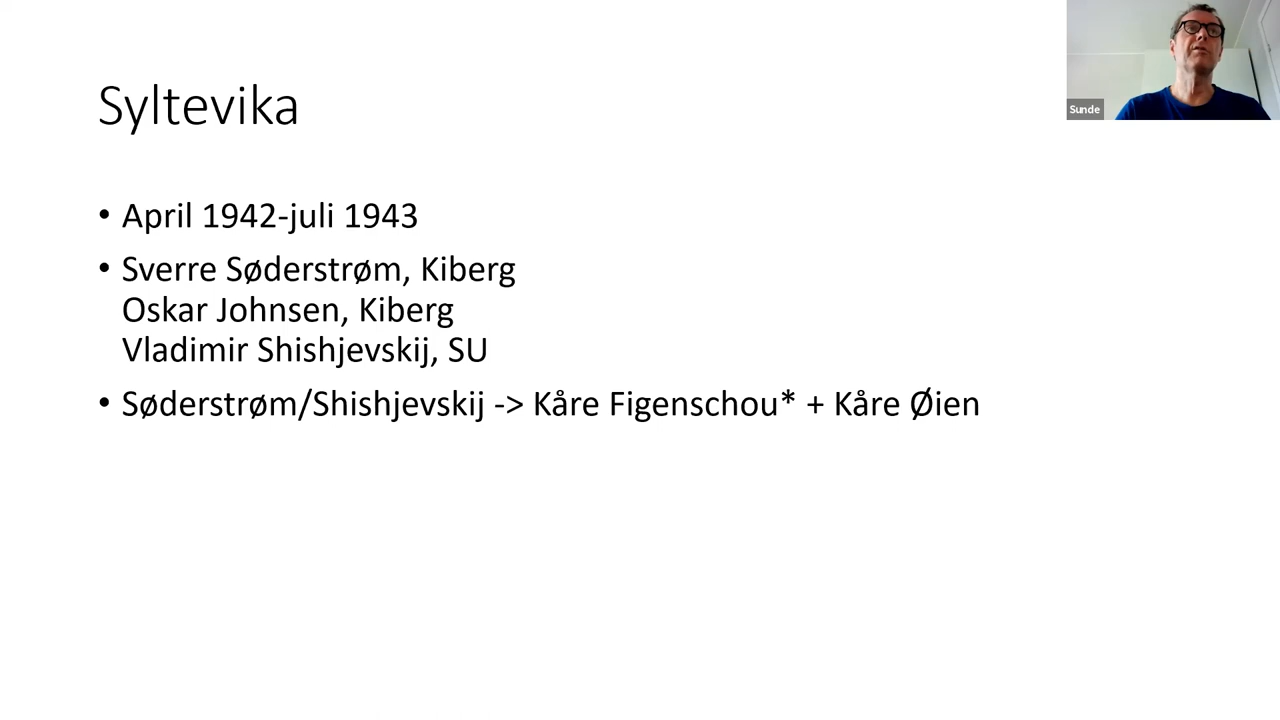 Syltevika
Sunde
• April 1942-juli 1943
• Sverre Søderstrøm, Kiberg
Oskar Johnsen, Kiberg
Vladimir Shishjevskij, SU
• Søderstrøm/Shishjevskij -> Kåre Figenschou* + Kåre Øien